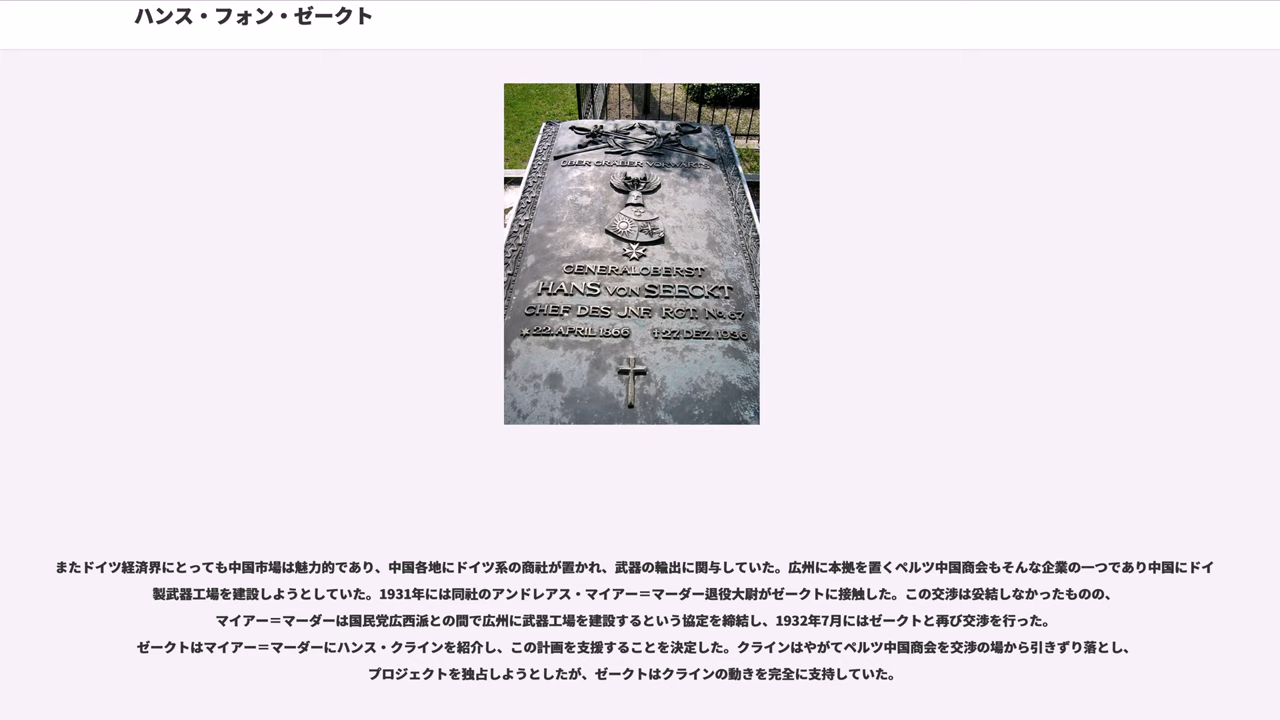 ハンス・フォン・ゼークト
ÜBER GRÄBER VORWÄRTS
GENERALOBERST
HANS VON SEECKT
CHEF DES JNF. RGT. No. 67
*22. APRIL 1866 †27. DEZ. 1936
またドイツ経済界にとっても中国市場は魅力的であり、中国各地にドイツ系の商社が置かれ、武器の輸出に関与していた。広州に本拠を置くペルツ中国商会もそんな企業の一つであり中国にドイ
製武器工場を建設しようとしていた。1931年には同社のアンドレアス・マイアー＝マーダー退役大尉がゼークトに接触した。この交渉は妥結しなかったものの、
マイアー＝マーダーは国民党広西派との間で広州に武器工場を建設するという協定を締結し、1932年7月にはゼークトと再び交渉を行った。
ゼークトはマイアー＝マーダーにハンス・クラインを紹介し、この計画を支援することを決定した。クラインはやがてペルツ中国商会を交渉の場から引きずり落とし、
プロジェクトを独占しようとしたが、ゼークトはクラインの動きを完全に支持していた。